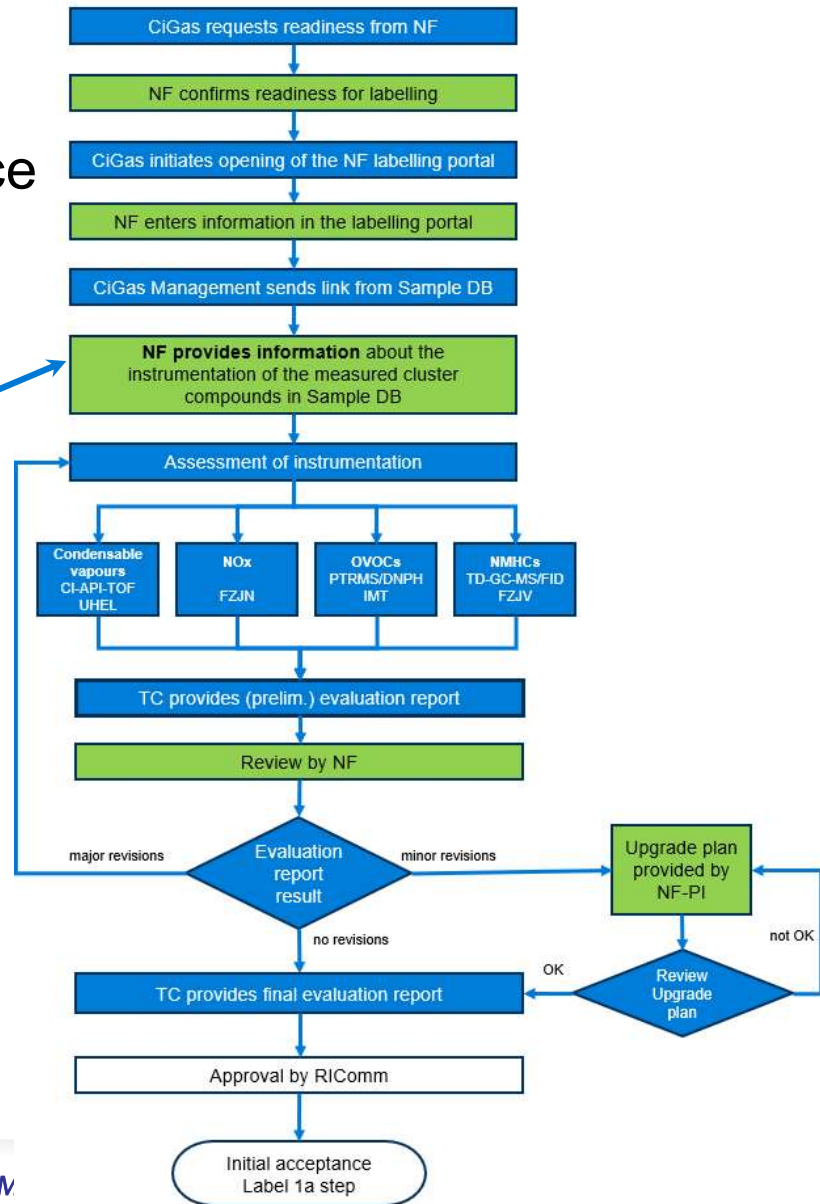 CiGas requests readiness from NF
NF confirms readiness for labelling
ce
CiGas initiates opening of the NF labelling portal
NF enters information in the labelling portal
CiGas Management sends link from Sample DB
NF provides information about the
instrumentation of the measured cluster
compounds in Sample DB
Assessment of instrumentation
Condensable
vapours
CI-API-TOF
UHEL
NOx
FZJN
OVOCs
PTRMS/DNPH
IMT
NMHCs
TD-GC-MS/FID
FZJV
TC provides (prelim.) evaluation report
Review by NF
major revisions
Evaluation
report
result
minor revisions
Upgrade plan
provided by
NF-PI
no revisions
not OK
OK
Review
Upgrade
plan
TC provides final evaluation report
Approval by RIComm
Initial acceptance
Label 1a step
M